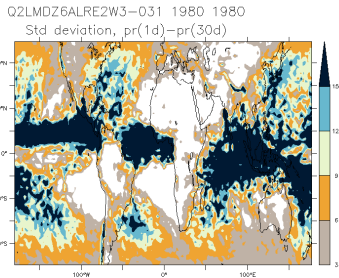 Q2LMDZ6ALRE2W3-031 1980 1980
Std deviation, pr(1d)-pr(30d)
°N
°N
0°
°S
°S
100°W
0°
100°E
15
12
9
6
3